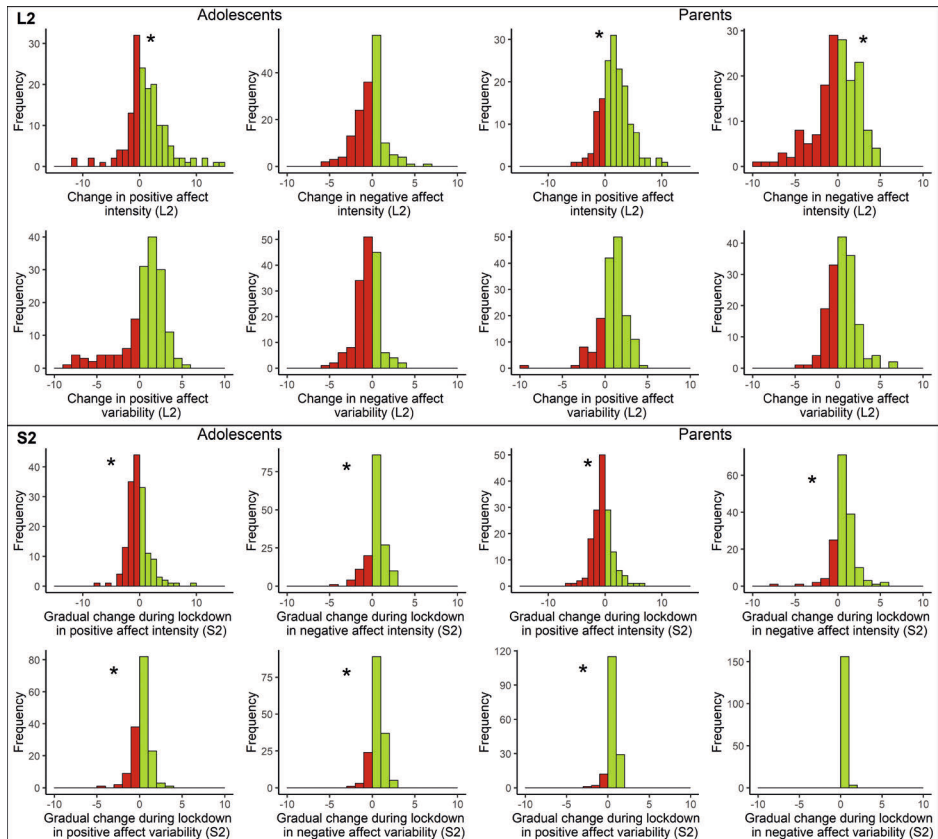 L2
Adolescents
Parents
*
*
*
Frequency
30
20
10
0
-10
0
10
Change in positive affect
intensity (L2)
Frequency
40
20
0
-10
-5
0
5
10
Change in negative affect
intensity (L2)
Frequency
30
20
10
0
-10
-5
0
5
10
Change in positive affect
intensity (L2)
Frequency
30
20
10
0
-10
-5
0
5
10
Change in negative affect
intensity (L2)
Frequency
40
30
20
10
0
-10
-5
0
5
10
Change in positive affect
variability (L2)
Frequency
50
40
30
20
10
0
-10
-5
0
5
10
Change in negative affect
variability (L2)
Frequency
50
40
30
20
10
0
-10
-5
0
5
10
Change in positive affect
variability (L2)
Frequency
40
30
20
10
0
-10
-5
0
5
10
Change in negative affect
variability (L2)
S2
Adolescents
Parents
*
*
*
*
Frequency
40
30
20
10
0
-10
0
10
Gradual change during lockdown
in positive affect intensity (S2)
Frequency
75
50
25
0
-10
-5
0
5
10
Gradual change during lockdown
in negative affect intensity (S2)
Frequency
50
40
30
20
10
0
-10
-5
0
5
10
Gradual change during lockdown
in positive affect intensity (S2)
Frequency
60
40
20
0
-10
-5
0
5
10
Gradual change during lockdown
in negative affect intensity (S2)
*
*
*
Frequency
80
60
40
20
0
-10
-5
0
5
10
Gradual change during lockdown
in positive affect variability (S2)
Frequency
75
50
25
0
-10
-5
0
5
10
Gradual change during lockdown
in negative affect variability (S2)
Frequency
120
90
60
30
0
-10
-5
0
5
10
Gradual change during lockdown
in positive affect variability (S2)
Frequency
150
100
50
0
-10
-5
0
5
10
Gradual change during lockdown
in negative affect variability (S2)